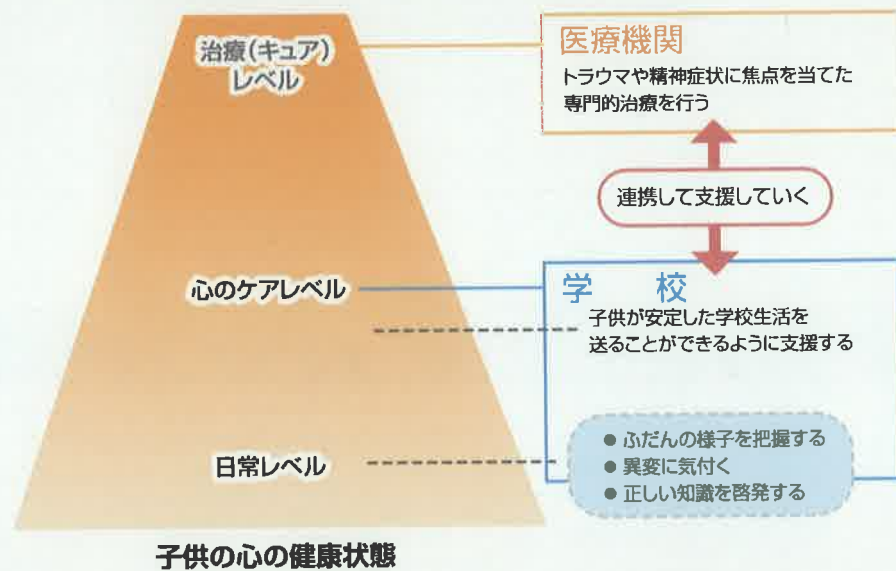 治療(キュア)
レベル
医療機関
トラウマや精神症状に焦点を当てた
専門的治療を行う
連携して支援していく
心のケアレベル
学 校
子供が安定した学校生活を
送ることができるように支援する
日常レベル
● ふだんの様子を把握する
● 異変に気付く
● 正しい知識を啓発する
子供の心の健康状態